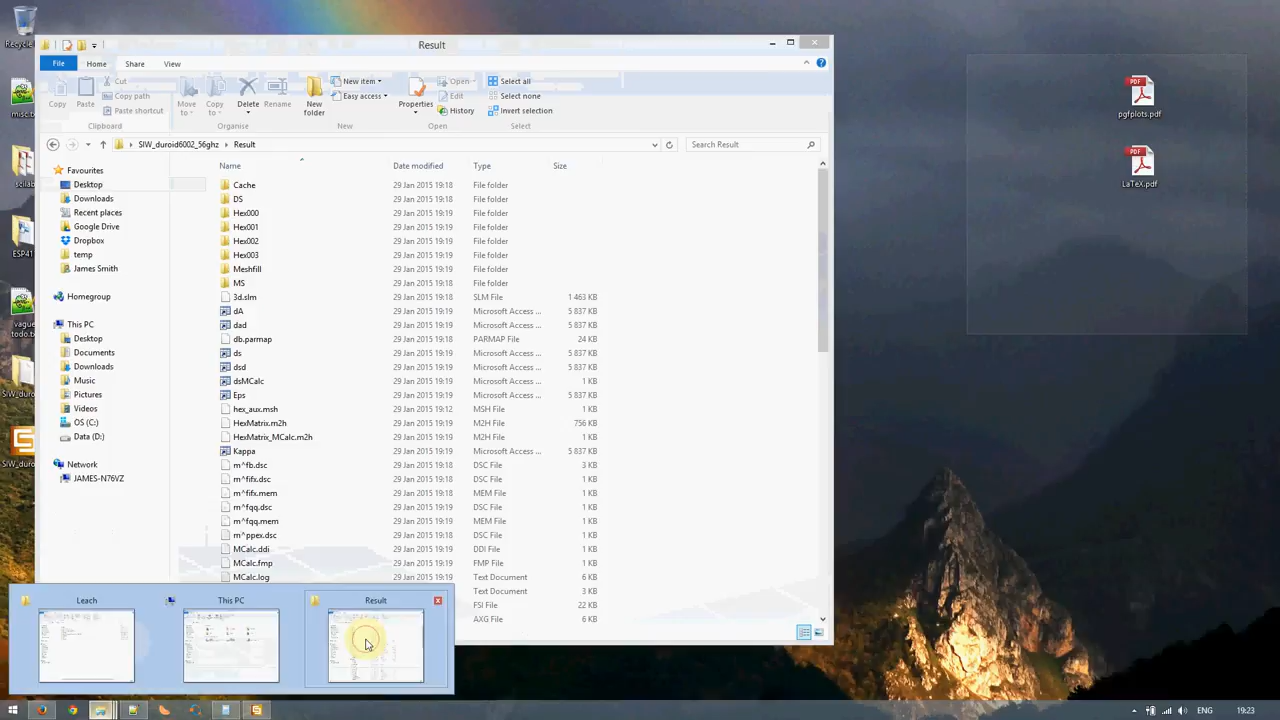 Recycle
Result
File
Home
Share
View
Copy
Paste
Cut
Copy path
Paste shortcut
Clipboard
Move to
Copy to
Delete
Rename
Organise
New folder
New item
Easy access
New
Properties
Open
Edit
History
Open
Select all
Select none
Invert selection
Select
SIW_duroid6002_56ghz
Result
Search Result
Favourites
Desktop
Downloads
Recent places
Google Drive
Dropbox
temp
James Smith
Homegroup
This PC
Desktop
Documents
Downloads
Music
Pictures
Videos
OS (C:)
Data (D:)
Network
JAMES-N76VZ
Name Date modified Type Size
Cache 29 Jan 2015 19:18 File folder
DS 29 Jan 2015 19:18 File folder
Hex000 29 Jan 2015 19:18 File folder
Hex001 29 Jan 2015 19:18 File folder
Hex002 29 Jan 2015 19:18 File folder
Hex003 29 Jan 2015 19:18 File folder
Meshfill 29 Jan 2015 19:18 File folder
MS 29 Jan 2015 19:18 File folder
3d.slm 29 Jan 2015 19:18 SLM File 1 463 KB
dA 29 Jan 2015 19:19 Microsoft Access ... 5 837 KB
dad 29 Jan 2015 19:19 Microsoft Access ... 5 837 KB
db.parmap 29 Jan 2015 19:19 PARMAP File 24 KB
ds 29 Jan 2015 19:19 Microsoft Access ... 5 837 KB
dsd 29 Jan 2015 19:19 Microsoft Access ... 5 837 KB
dsMCalc 29 Jan 2015 19:19 Microsoft Access ... 5 837 KB
Eps 29 Jan 2015 19:19 Microsoft Access ... 5 837 KB
hex_aux.msh 29 Jan 2015 19:12 MSH File 1 KB
HexMatrix.m2h 29 Jan 2015 19:19 M2H File 756 KB
HexMatrix_MCalc.m2h 29 Jan 2015 19:19 M2H File 1 KB
Kappa 29 Jan 2015 19:19 Microsoft Access ... 5 837 KB
m^fb.dsc 29 Jan 2015 19:18 DSC File 3 KB
m^fifx.dsc 29 Jan 2015 19:19 DSC File 1 KB
m^fifx.mem 29 Jan 2015 19:19 MEM File 1 KB
m^fqq.dsc 29 Jan 2015 19:19 DSC File 1 KB
m^fqq.mem 29 Jan 2015 19:19 MEM File 1 KB
m^ppex.dsc 29 Jan 2015 19:18 DSC File 1 KB
MCalc.ddi 29 Jan 2015 19:19 DDI File 1 KB
MCalc.fmp 29 Jan 2015 19:19 FMP File 1 KB
MCalc.log 29 Jan 2015 19:19 Text Document 6 KB
Text Document 3 KB
FSI File 22 KB
AXG File 6 KB
misc.t
scilab
ESP41
vague
todo.tx
SIW_duro
SIW_duro
pgfplots.pdf
LaTeX.pdf
Leach
This PC
Result
ENG
19:23